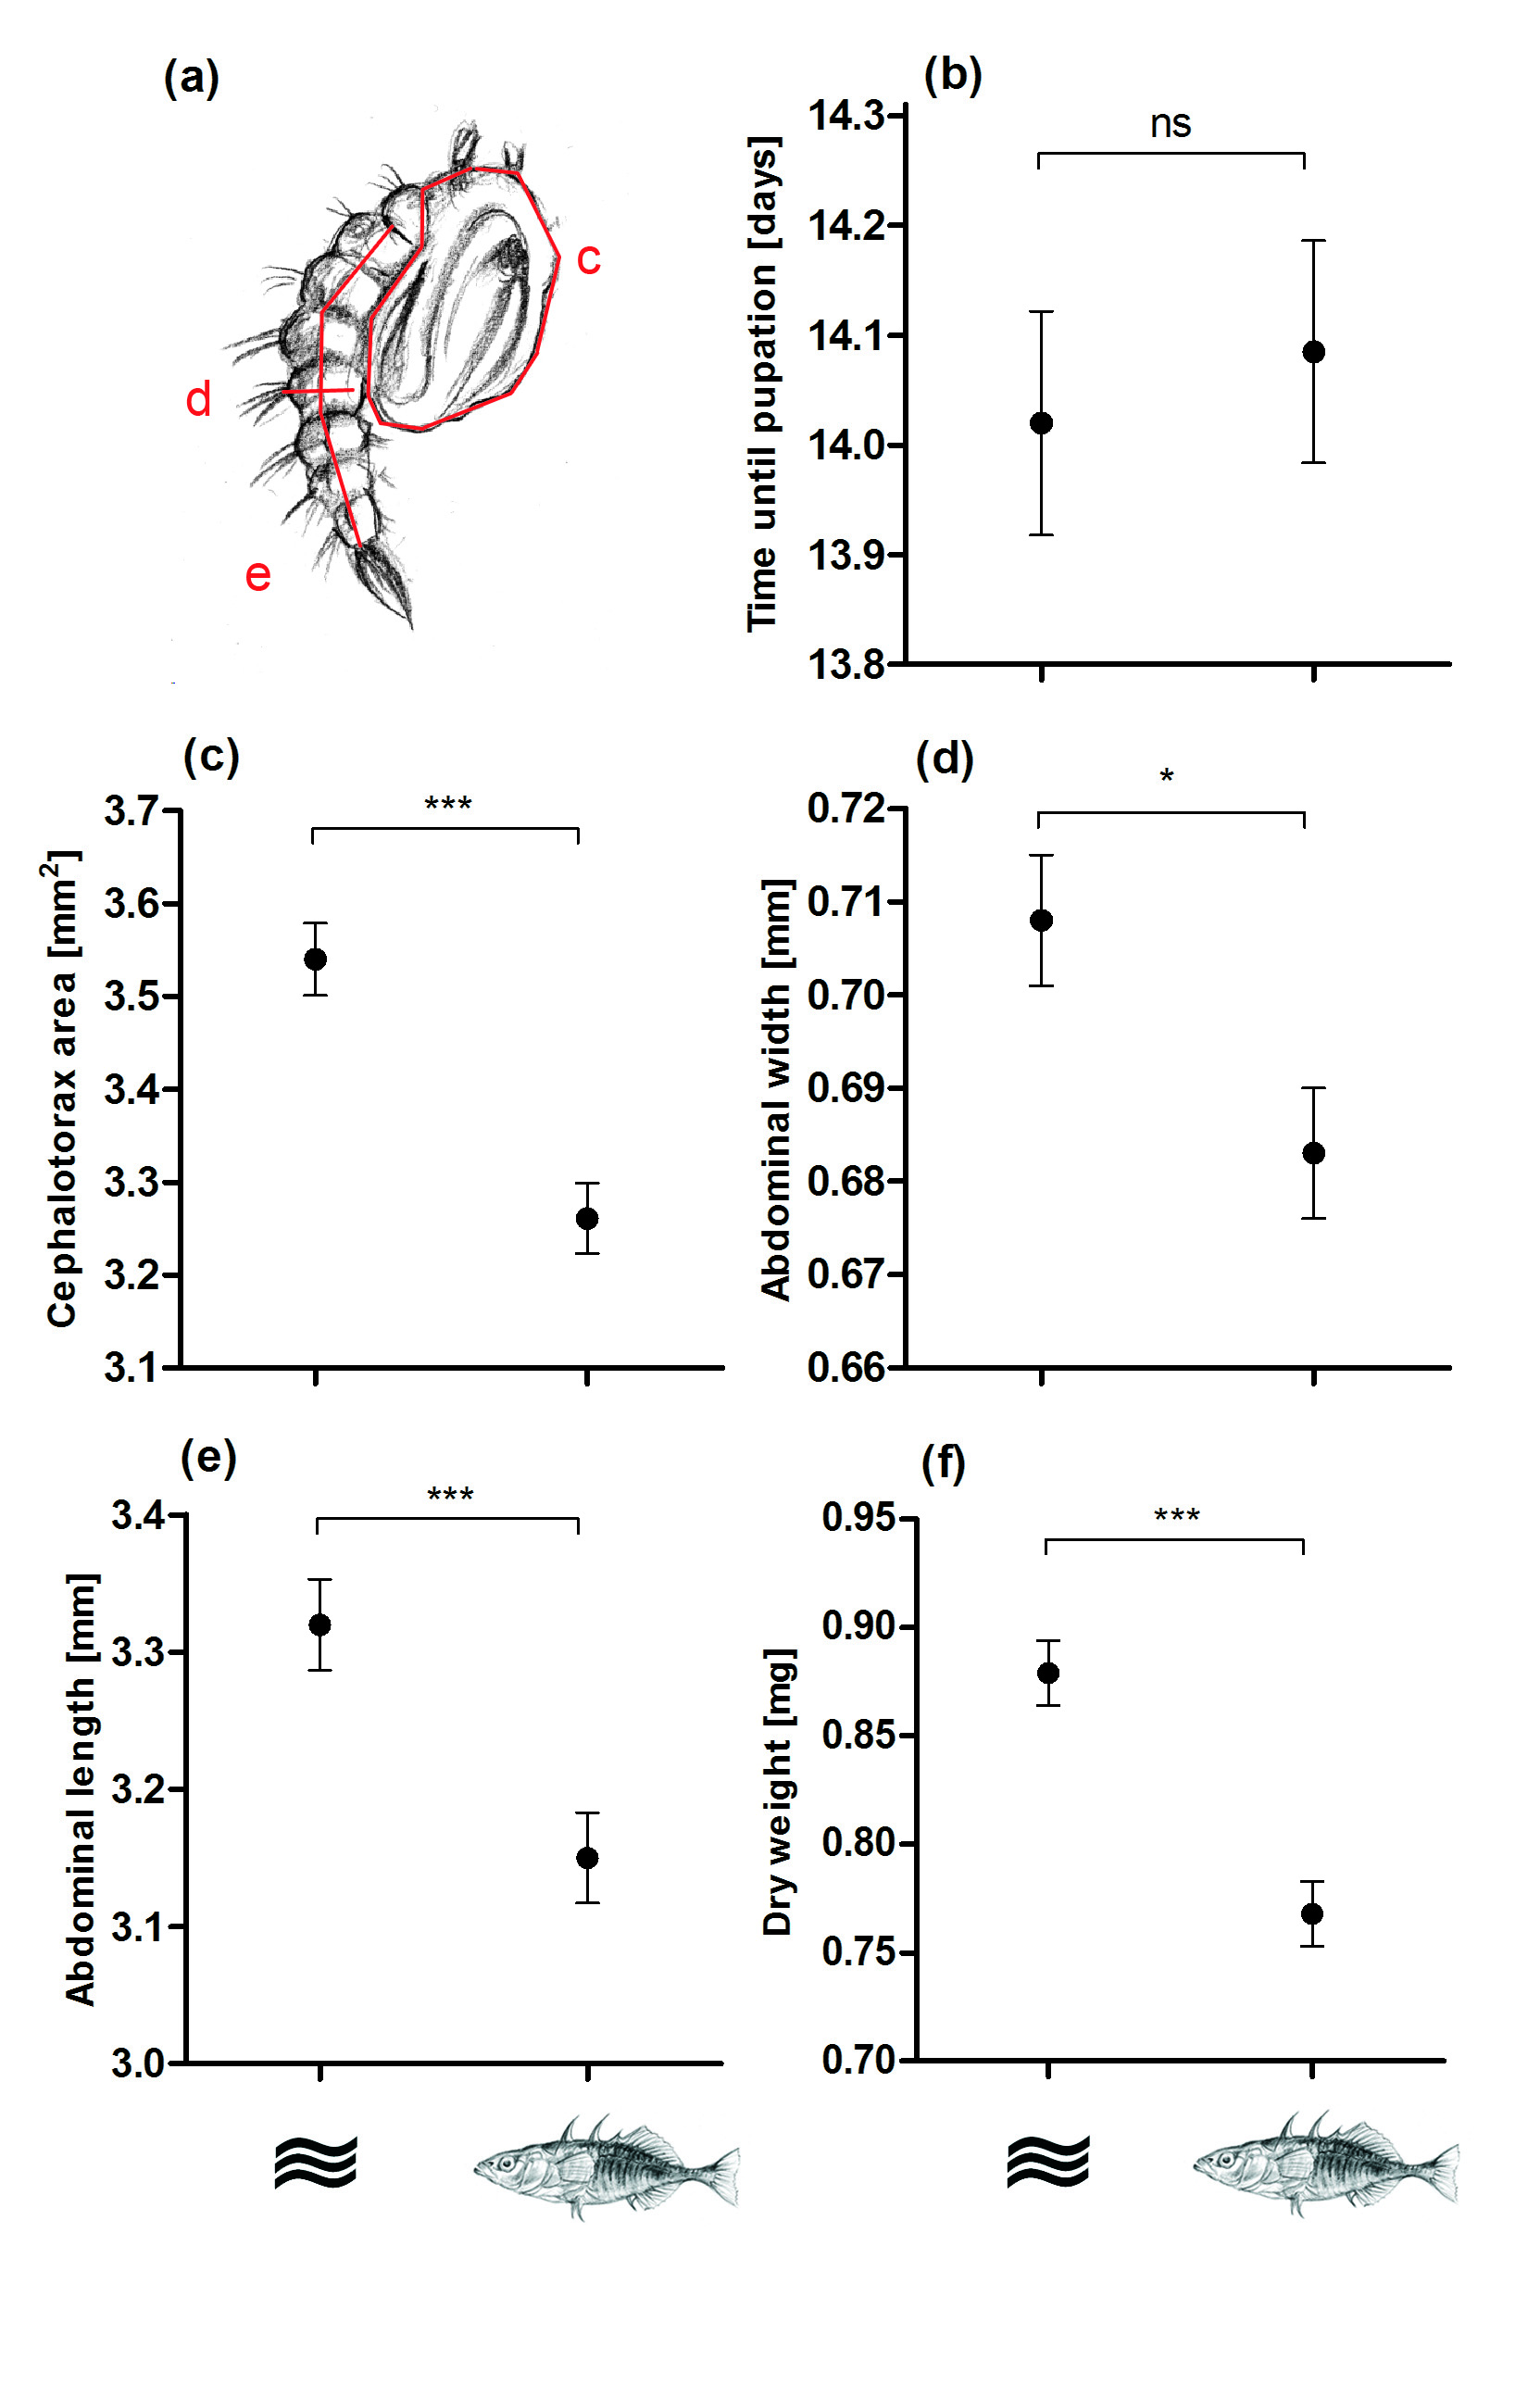 (a)
c
d
e
(b)
ns
Time until pupation [days]
14.3
14.2
14.1
14.0
13.9
13.8
(c)
***
Cephalotorax area [mm2]
3.7
3.6
3.5
3.4
3.3
3.2
3.1
(d)
*
Abdominal width [mm]
0.72
0.71
0.70
0.69
0.68
0.67
0.66
(e)
***
Abdominal length [mm]
3.4
3.3
3.2
3.1
3.0
(f)
***
Dry weight [mg]
0.95
0.90
0.85
0.80
0.75
0.70